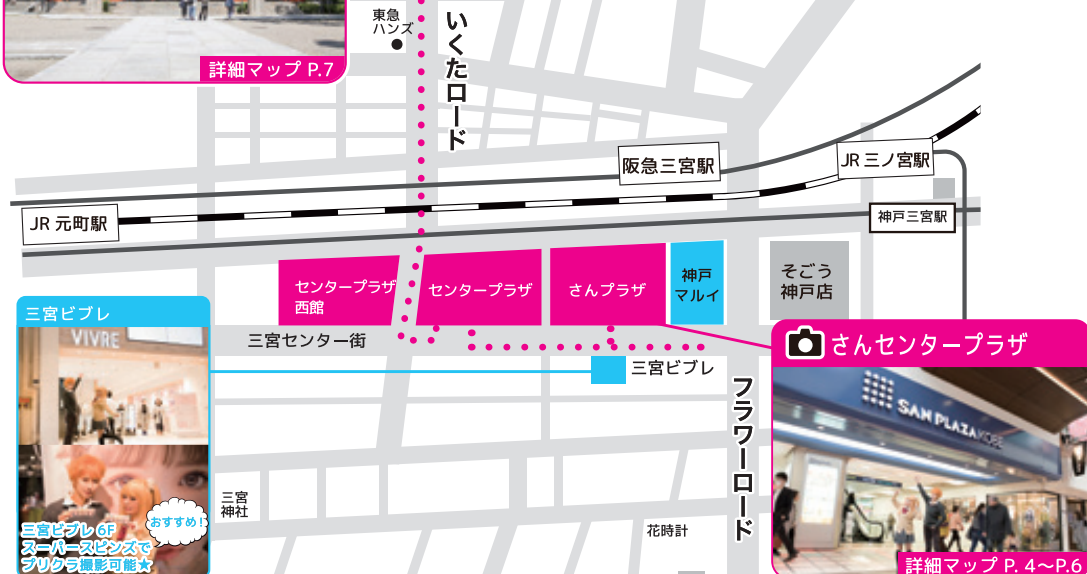 東急
ハンズ
いくたロード
詳細マップ P.7
阪急三宮駅
JR 三ノ宮駅
JR 元町駅
神戸三宮駅
センタープラザ
西館
センタープラザ
さんプラザ
神戸
マルイ
そごう
神戸店
三宮ビブレ
VIVRE
三宮センター街
三宮ビブレ
さんセンタープラザ
SAN PLAZA KOBE
フラワーロード
三宮
神社
おすすめ!
三宮ビブレ 6F
スーパースピンズで
プリクラ撮影可能★
花時計
詳細マップ P. 4〜P.6